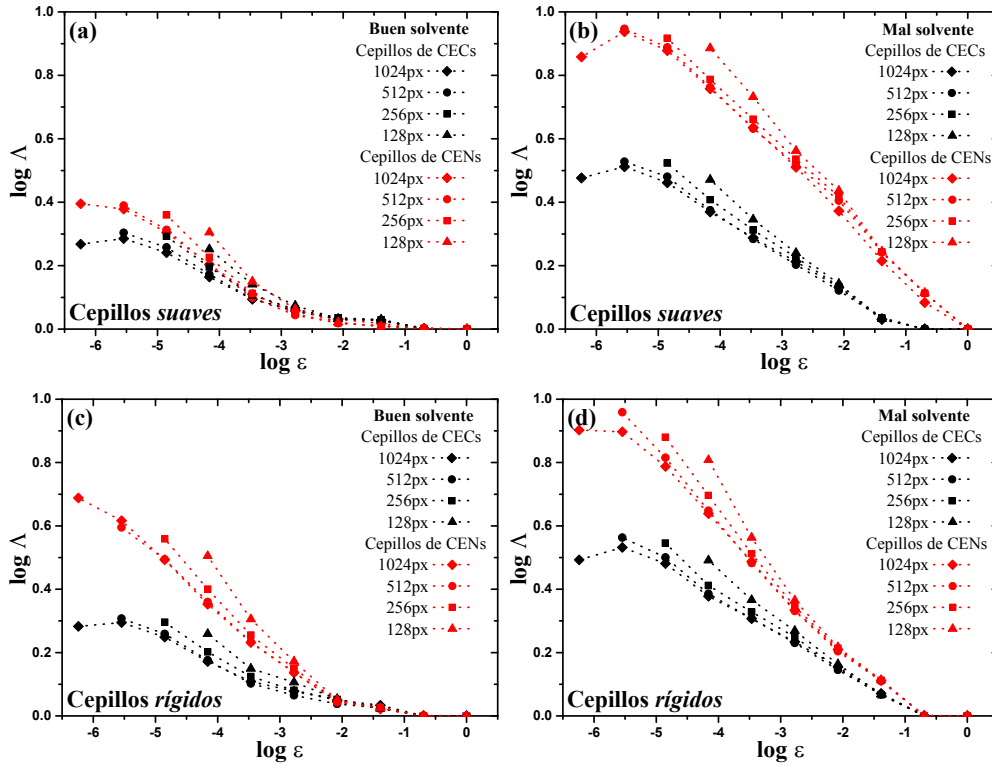 (a)
Buen solvente
Cepillos de CECs
1024px
512px
256px
128px
Cepillos de CENs
1024px
512px
256px
128px
log Λ
1.0
0.8
0.6
0.4
0.2
0.0
Cepillos suaves
-6 -5 -4 -3 -2 -1 0
log ε
(b)
Mal solvente
Cepillos de CECs
1024px
512px
256px
128px
Cepillos de CENs
1024px
512px
256px
128px
log Λ
1.0
0.8
0.6
0.4
0.2
0.0
Cepillos suaves
-6 -5 -4 -3 -2 -1 0
log ε
(c)
Buen solvente
Cepillos de CECs
1024px
512px
256px
128px
Cepillos de CENs
1024px
512px
256px
128px
log Λ
1.0
0.8
0.6
0.4
0.2
0.0
Cepillos rígidos
-6 -5 -4 -3 -2 -1 0
log ε
(d)
Mal solvente
Cepillos de CECs
1024px
512px
256px
128px
Cepillos de CENs
1024px
512px
256px
128px
log Λ
1.0
0.8
0.6
0.4
0.2
0.0
Cepillos rígidos
-6 -5 -4 -3 -2 -1 0
log ε